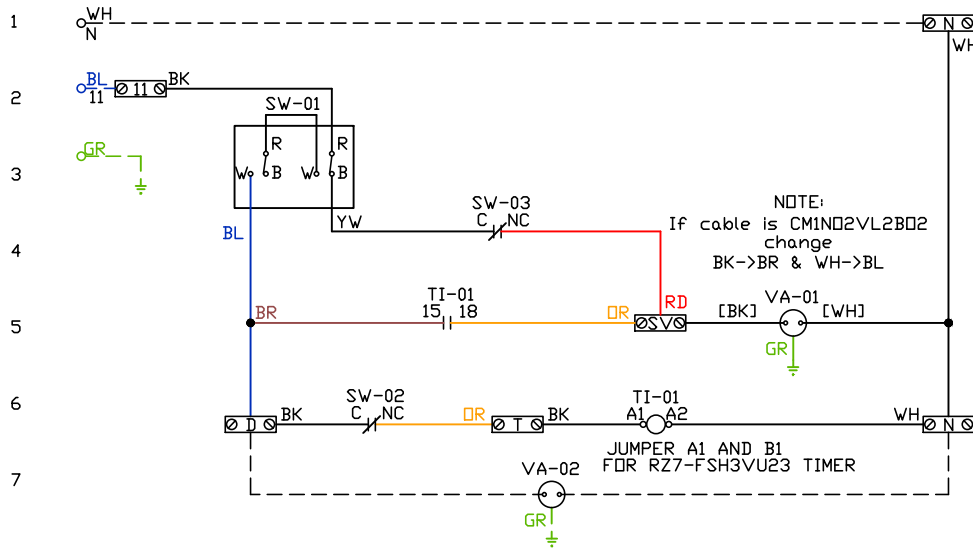 1
WH
N
N
WH
2
BL
11
11
BK
SW-01
GR
R
R
3
W
B
W
B
YW
SW-03
C NC
NOTE:
If cable is CM1N02VL2B02
change
BK->BR & WH->BL
BL
4
RD
TI-01
15 18
VA-01
BR
OR
[BK]
[WH]
5
SV
GR
6
SW-02
C NC
TI-01
A1 A2
D
BK
OR
T
BK
WH
N
JUMPER A1 AND B1
FOR RZ7-FSH3VU23 TIMER
7
VA-02
GR